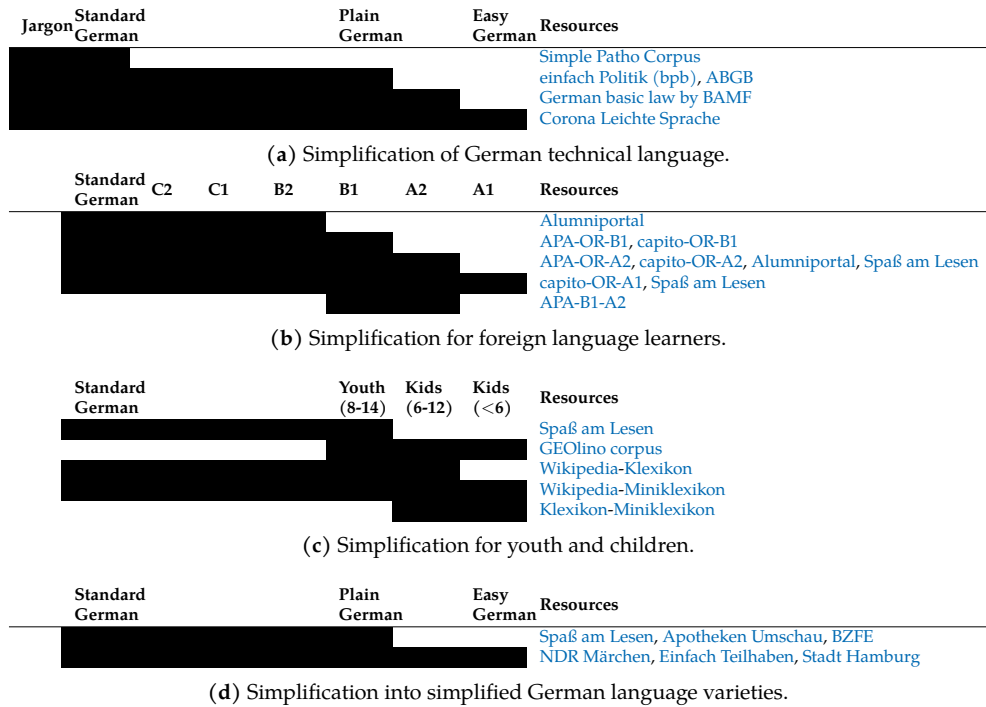 Jargon Standard German Plain German Easy German Resources
Simple Patho Corpus
einfach Politik (bpb), ABGB
German basic law by BAMF
Corona Leichte Sprache
(a) Simplification of German technical language.
Standard German C2 C1 B2 B1 A2 A1 Resources
Alumniportal
APA-OR-B1, capito-OR-B1
APA-OR-A2, capito-OR-A2, Alumniportal, Spaß am Lesen
capito-OR-A1, Spaß am Lesen
APA-B1-A2
(b) Simplification for foreign language learners.
Standard German Youth (8-14) Kids (6-12) Kids (<6) Resources
Spaß am Lesen
GEOlino corpus
Wikipedia-Klexikon
Wikipedia-Miniklexikon
Klexikon-Miniklexikon
(c) Simplification for youth and children.
Standard German Plain German Easy German Resources
Spaß am Lesen, Apotheken Umschau, BZFE
NDR Märchen, Einfach Teilhaben, Stadt Hamburg
(d) Simplification into simplified German language varieties.